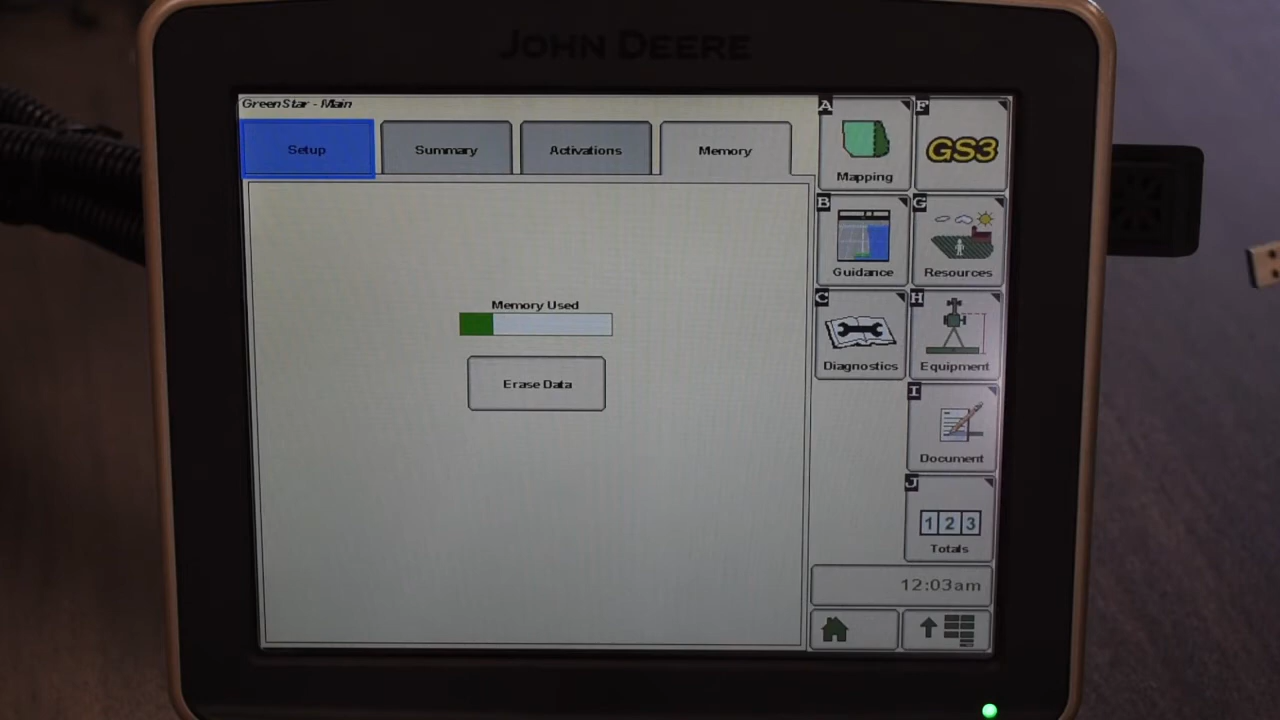 JOHN DEERE
GreenStar - Main
Setup
Summary
Activations
Memory
Memory Used
Erase Data
A
Mapping
F
GS3
B
Guidance
G
Resources
C
Diagnostics
H
Equipment
I
Document
J
1 2 3
Totals
12:03am